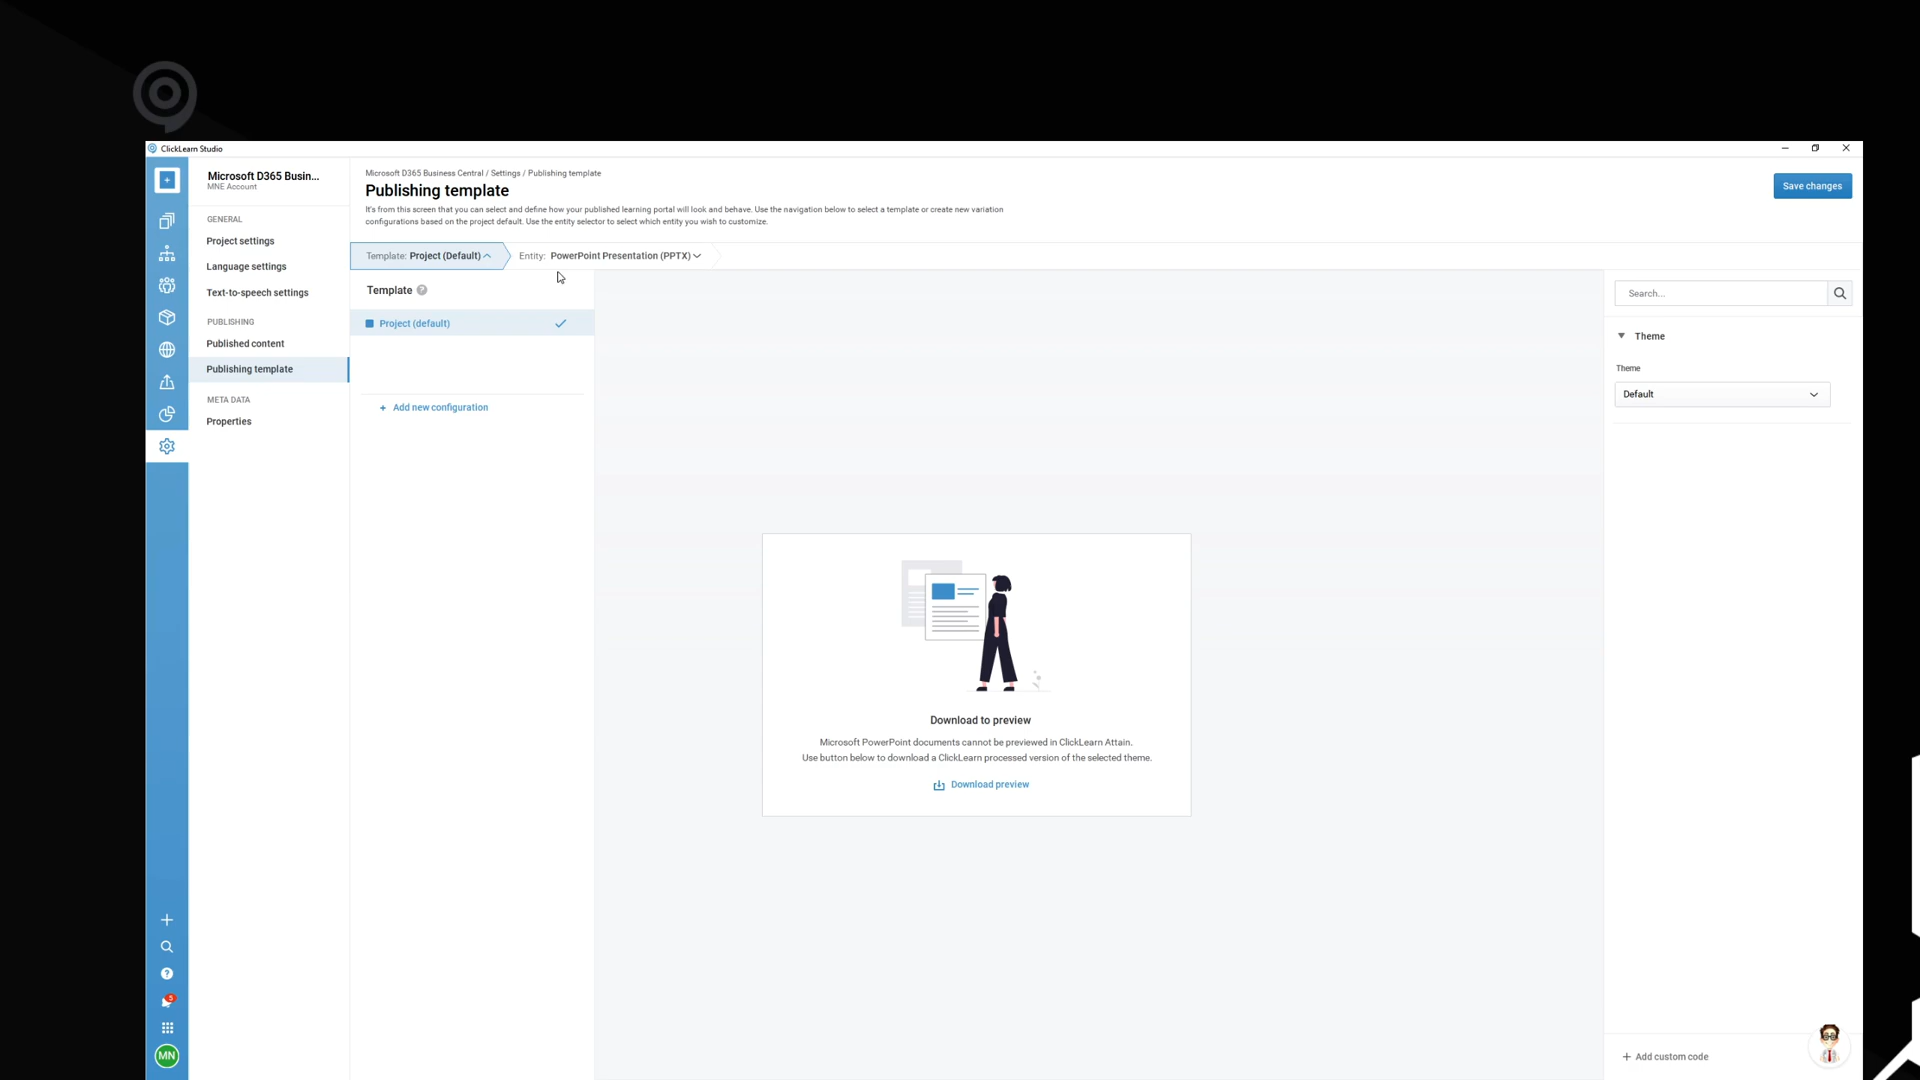 ClickLearn Studio
Microsoft D365 Busin...
MNE Account
GENERAL
Project settings
Language settings
Text-to-speech settings
PUBLISHING
Published content
Publishing template
META DATA
Properties
5
MN
Microsoft D365 Business Central / Settings / Publishing template
Publishing template
It's from this screen that you can select and define how your published learning portal will look and behave. Use the navigation below to select a template or create new variation
configurations based on the project default. Use the entity selector to select which entity you wish to customize.
Save changes
Template: Project (Default)
Entity: PowerPoint Presentation (PPTX)
Template ?
Project (default)
+ Add new configuration
Download to preview
Microsoft PowerPoint documents cannot be previewed in ClickLearn Attain.
Use button below to download a ClickLearn processed version of the selected theme.
Download preview
Search...
Theme
Theme
Default
+ Add custom code